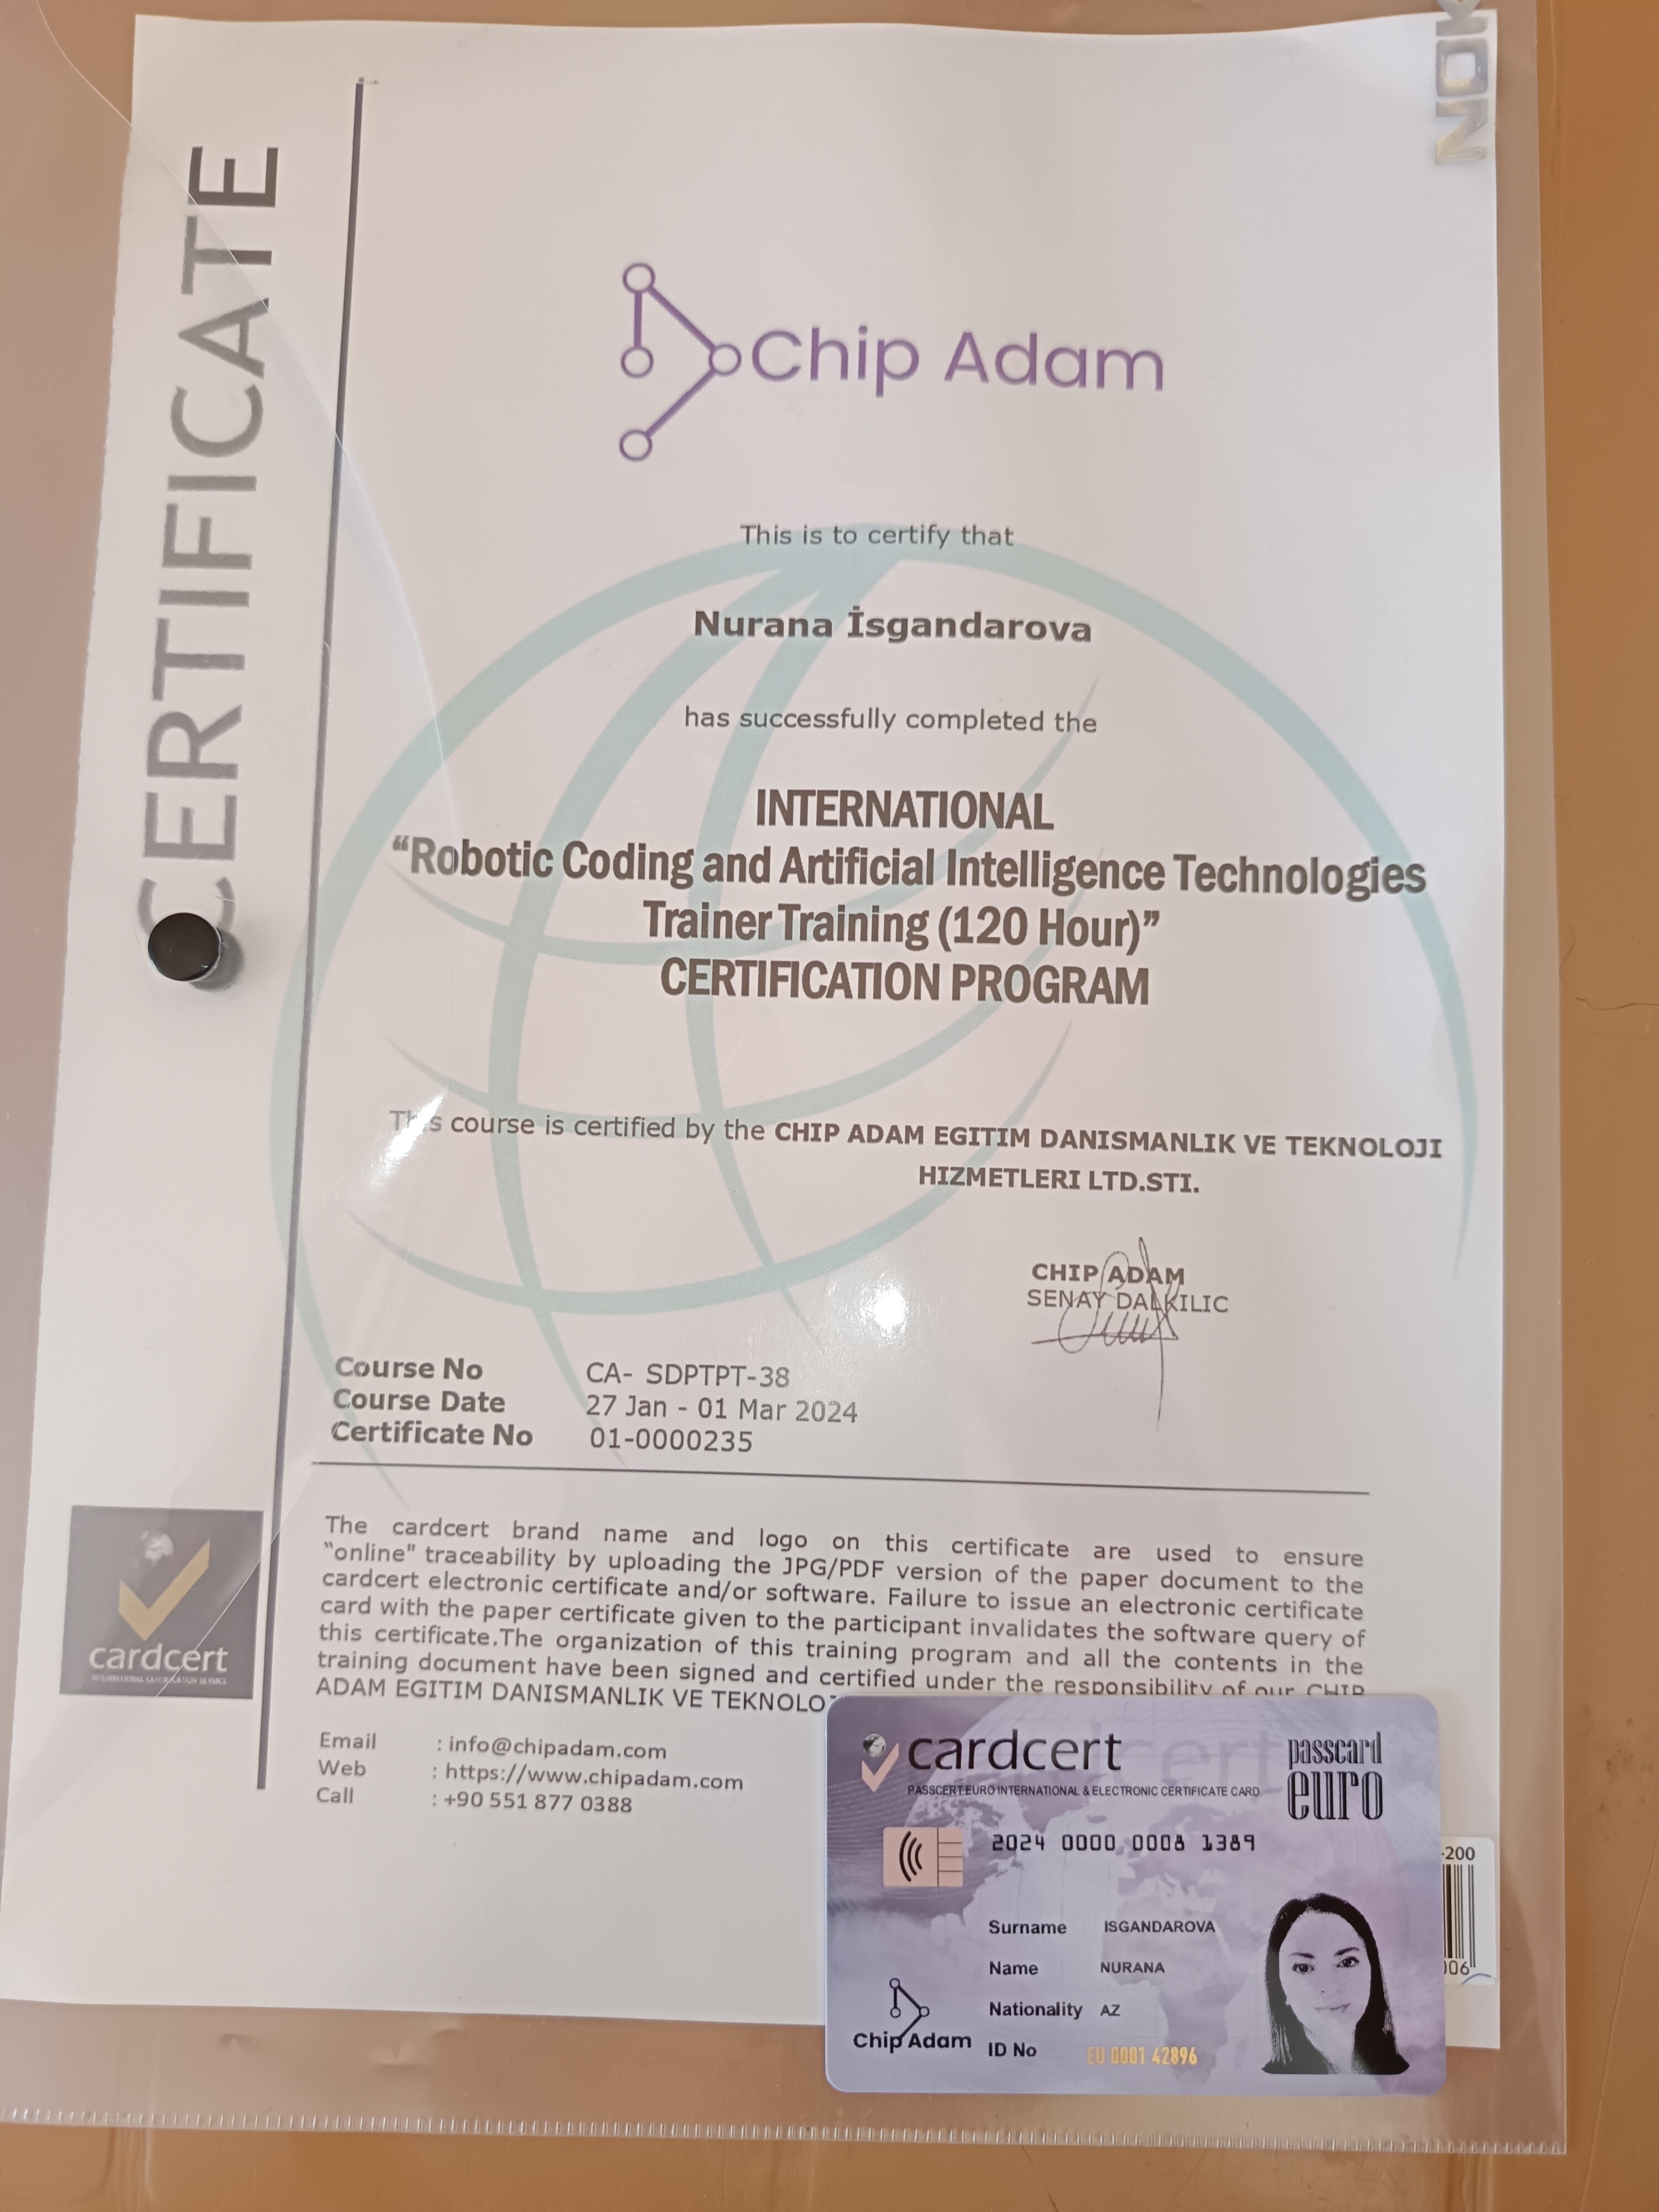 CERTIFICATE
Chip Adam
This is to certify that
Nurana İsgandarova
has successfully completed the
INTERNATIONAL
“Robotic Coding and Artificial Intelligence Technologies
Trainer Training (120 Hour)”
CERTIFICATION PROGRAM
This course is certified by the CHIP ADAM EGITIM DANISMANLIK VE TEKNOLOJI
HIZMETLERI LTD.STI.
CHIP ADAM
SENAY DALKILIC
Course No CA- SDPTPT-38
Course Date 27 Jan - 01 Mar 2024
Certificate No 01-0000235
The cardcert brand name and logo on this certificate are used to ensure
“online" traceability by uploading the JPG/PDF version of the paper document to the
cardcert electronic certificate and/or software. Failure to issue an electronic certificate
card with the paper certificate given to the participant invalidates the software query of
this certificate.The organization of this training program and all the contents in the
training document have been signed and certified under the responsibility of our CHIP
ADAM EGITIM DANISMANLIK VE
cardcert
INTERNATIONAL CERTIFICATION SERVICE
Email : info@chipadam.com
Web : https://www.chipadam.com
Call : +90 551 877 0388
cardcert
PASSCERT EURO INTERNATIONAL & ELECTRONIC CERTIFICATE CARD
passcard
euro
2024 0000 0008 1389
Surname ISGANDAROVA
Name NURANA
Nationality AZ
ID No EU 0001 42896
Chip Adam
-200